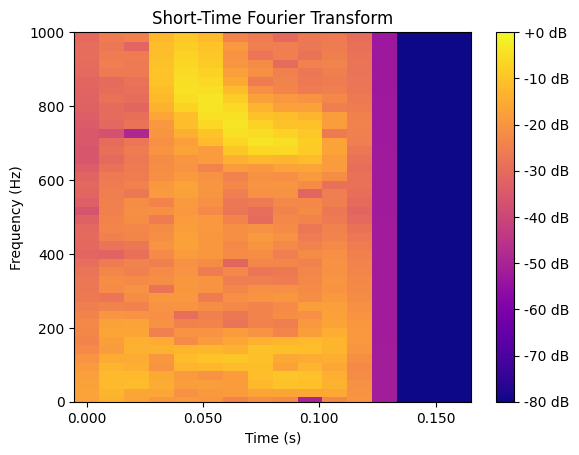 Short-Time Fourier Transform
1000
800
600
400
200
0
Frequency (Hz)
0.000
0.050
0.100
0.150
Time (s)
+0 dB
-10 dB
-20 dB
-30 dB
-40 dB
-50 dB
-60 dB
-70 dB
-80 dB